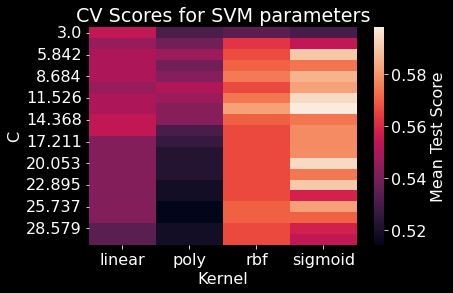 CV Scores for SVM parameters
3.0
5.842
8.684
11.526
14.368
17.211
20.053
22.895
25.737
28.579
C
linear poly rbf sigmoid
Kernel
0.58
0.56
0.54
0.52
Mean Test Score